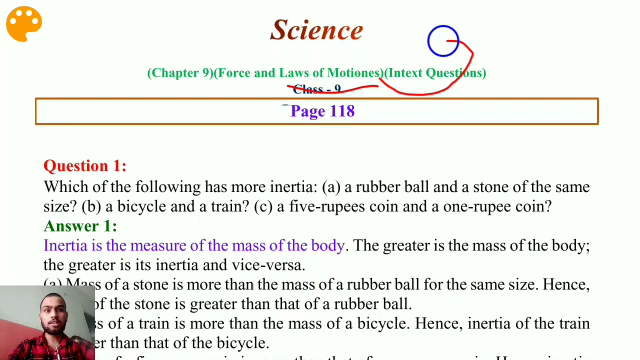 Science
(Chapter 9)(Force and Laws of Motiones)(Intext Questions)
Class - 9
Page 118
Question 1:
Which of the following has more inertia: (a) a rubber ball and a stone of the same
size? (b) a bicycle and a train? (c) a five-rupees coin and a one-rupee coin?
Answer 1:
Inertia is the measure of the mass of the body. The greater is the mass of the body;
the greater is its inertia and vice-versa.
(a) Mass of a stone is more than the mass of a rubber ball for the same size. Hence,
of the stone is greater than that of a rubber ball.
of a train is more than the mass of a bicycle. Hence, inertia of the train
than that of the bicycle.